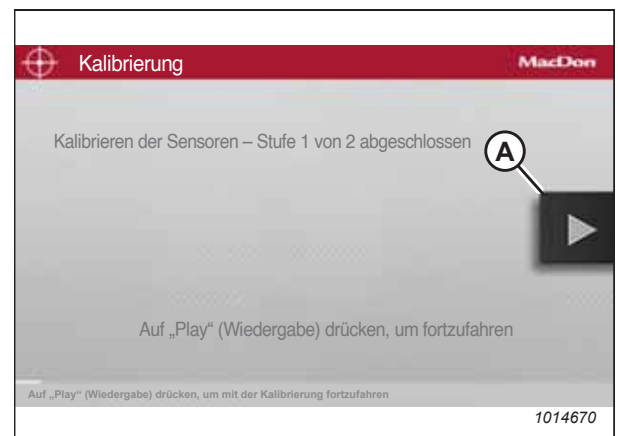 Kalibrierung
MacDon
Kalibrieren der Sensoren – Stufe 1 von 2 abgeschlossen
A
Auf „Play“ (Wiedergabe) drücken, um fortzufahren
Auf „Play“ (Wiedergabe) drücken, um mit der Kalibrierung fortzufahren
1014670